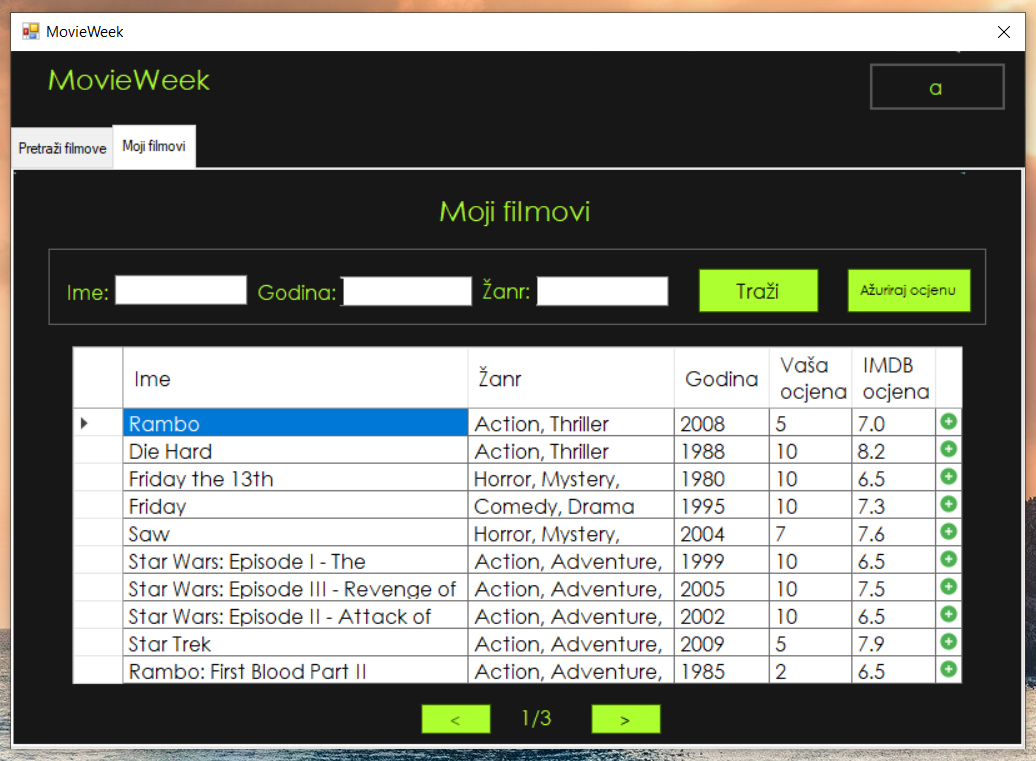 MovieWeek
MovieWeek
a
Pretraži filmove Moji filmovi
Moji filmovi
Ime: Godina: Žanr: Traži Ažuriraj ocjenu
Ime Žanr Godina Vaša ocjena IMDB ocjena
Rambo Action, Thriller 2008 5 7.0
Die Hard Action, Thriller 1988 10 8.2
Friday the 13th Horror, Mystery, 1980 10 6.5
Friday Comedy, Drama 1995 10 7.3
Saw Horror, Mystery, 2004 7 7.6
Star Wars: Episode I - The Action, Adventure, 1999 10 6.5
Star Wars: Episode III - Revenge of Action, Adventure, 2005 10 7.5
Star Wars: Episode II - Attack of Action, Adventure, 2002 10 6.5
Star Trek Action, Adventure, 2009 5 7.9
Rambo: First Blood Part II Action, Adventure, 1985 2 6.5
< 1/3 >